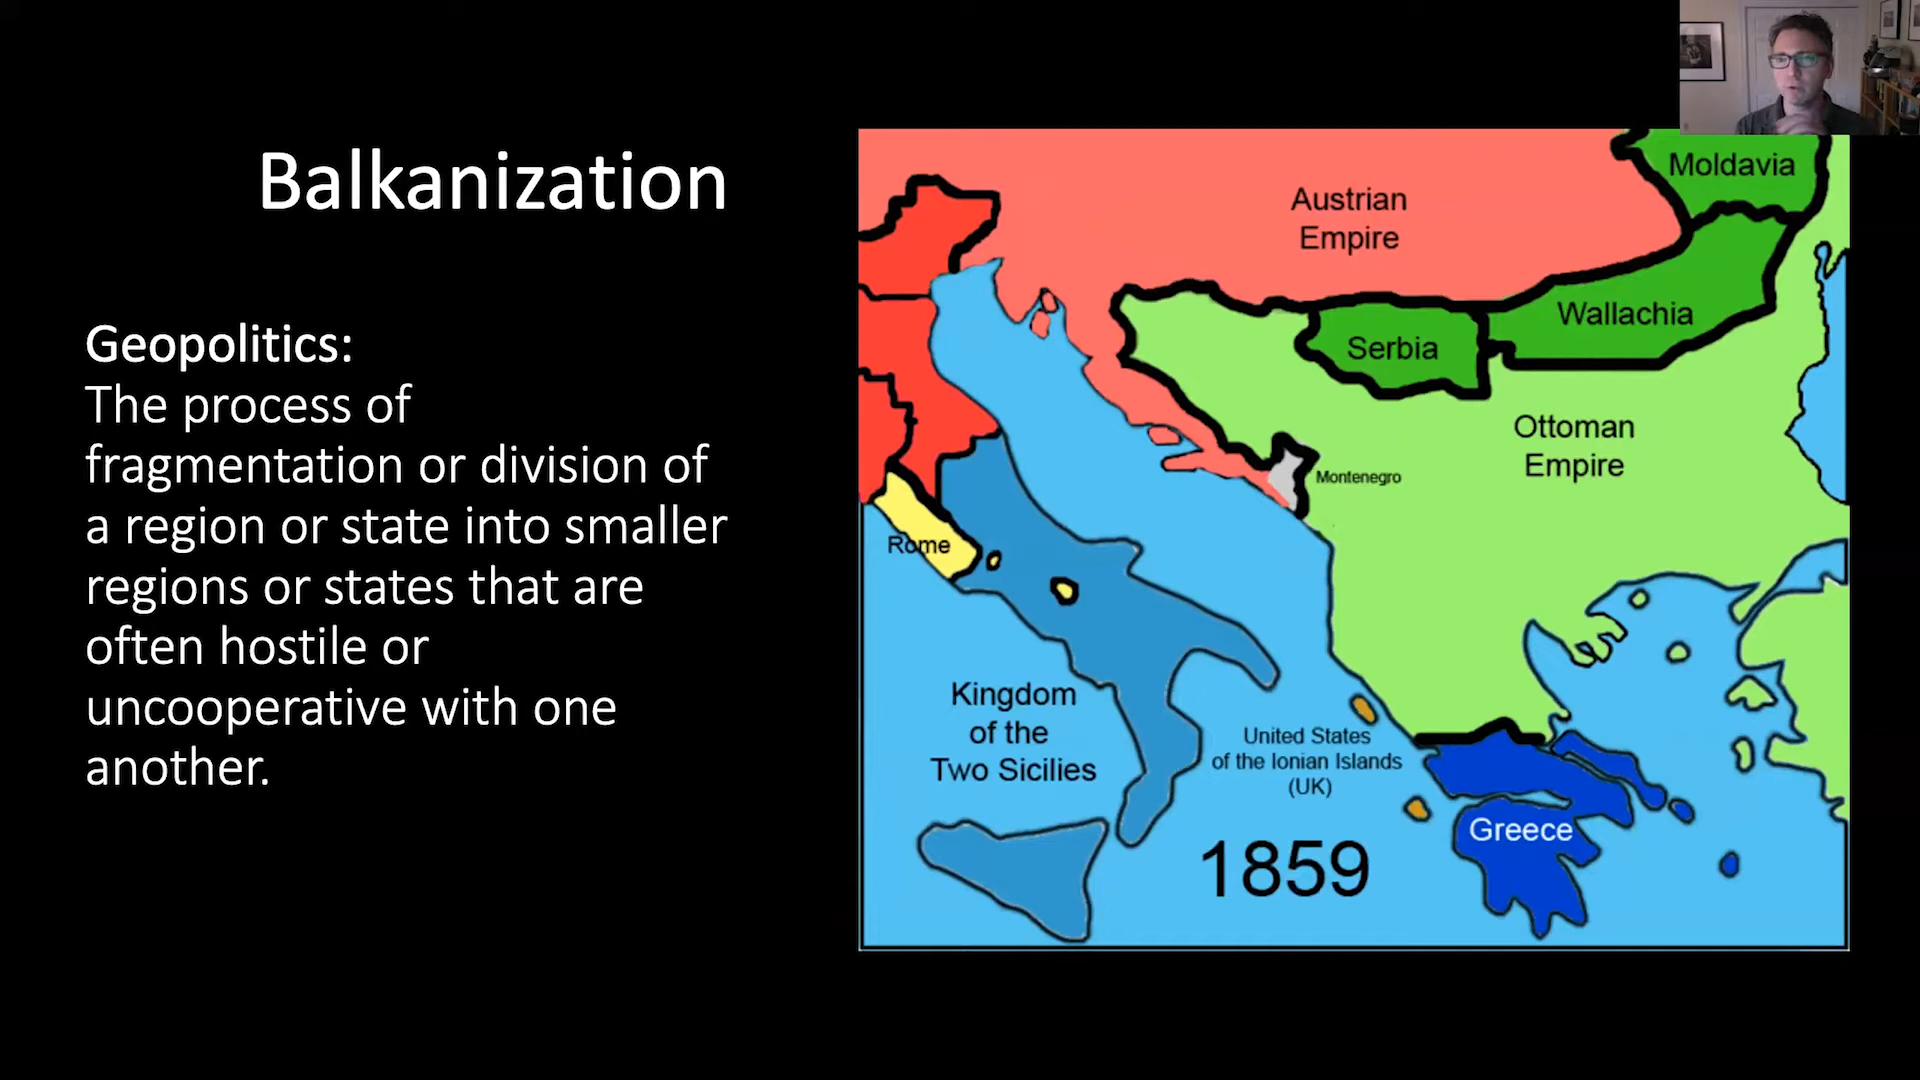 Balkanization
Geopolitics:
The process of
fragmentation or division of
a region or state into smaller
regions or states that are
often hostile or
uncooperative with one
another.
Moldavia
Austrian
Empire
Wallachia
Serbia
Ottoman
Empire
Montenegro
Rome
Kingdom
of the
Two Sicilies
United States
of the Ionian Islands
(UK)
Greece
1859